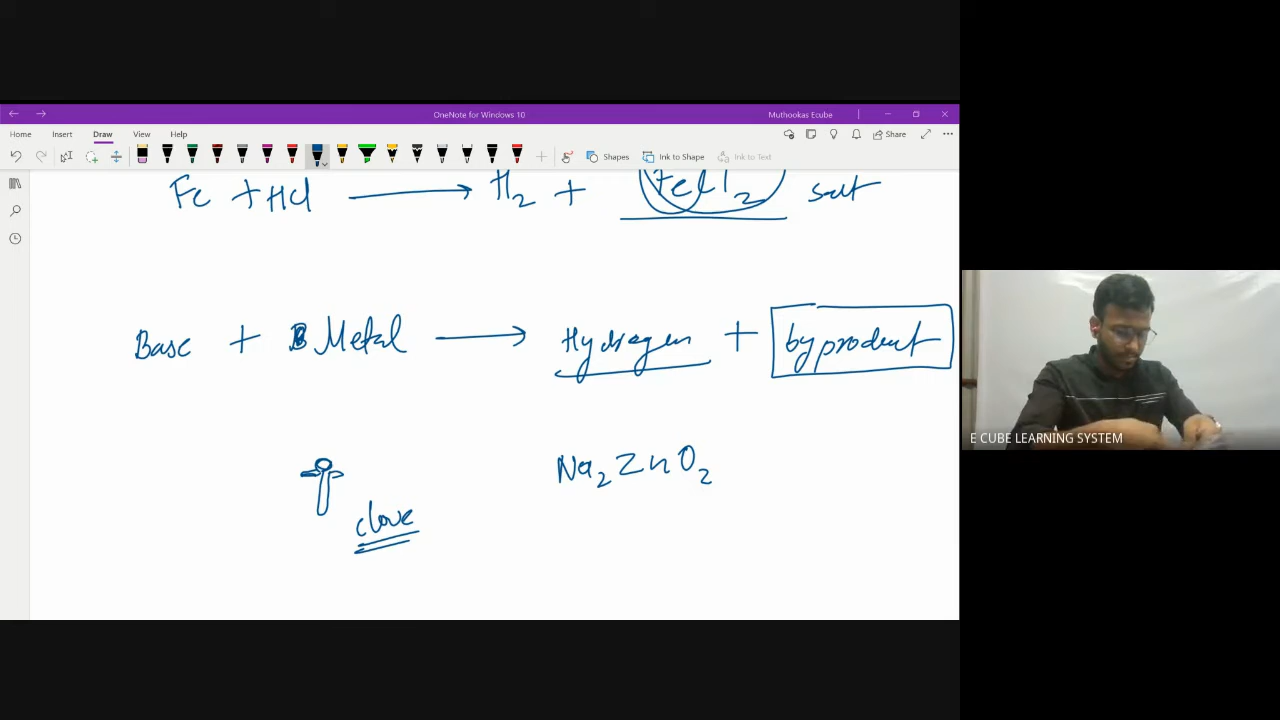 OneNote for Windows 10
Muthookas Ecube
Home Insert Draw View Help
Share
Shapes Ink to Shape Ink to Text
Fe + HCl → H2 + FeCl2 salt
Base + Metal → Hydrogen + byproduct
Na2ZnO2
clove
E CUBE LEARNING SYSTEM